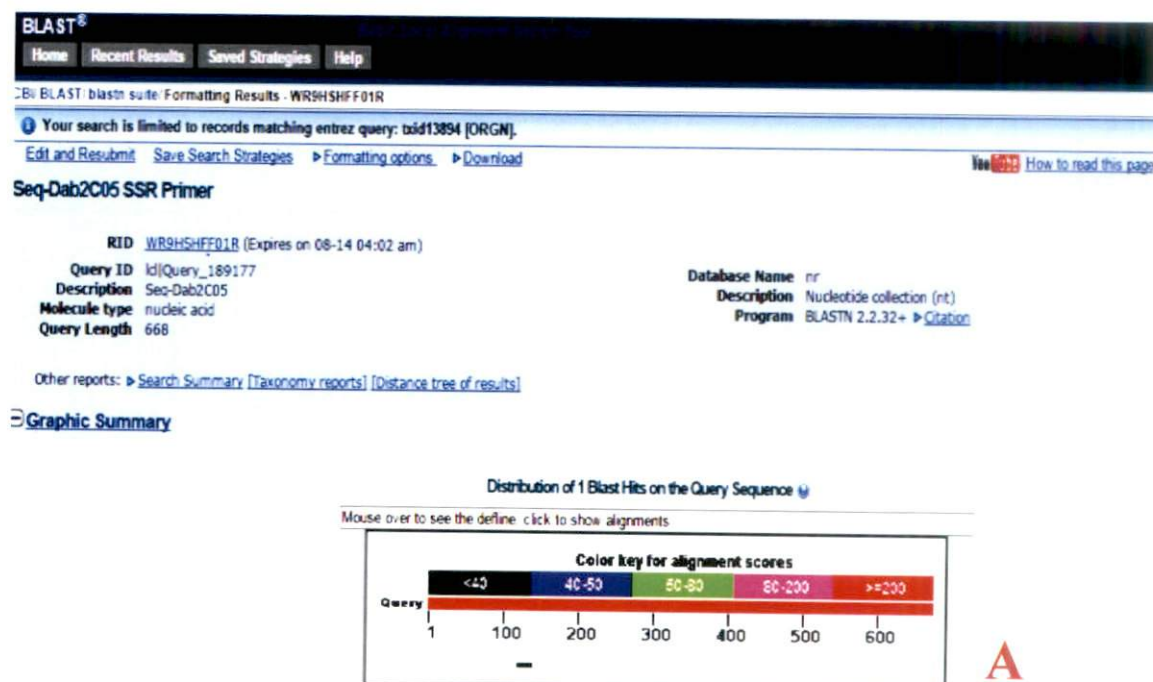 BLAST®
Home Recent Results Saved Strategies Help
CBI/ BLAST/ blastn suite/ Formatting Results - WR9HSHFF01R
Your search is limited to records matching entrez query: txid13894 [ORGN].
Edit and Resubmit Save Search Strategies Formatting options Download
You How to read this page
Seq-Dab2C05 SSR Primer
RID WR9HSHFF01R (Expires on 08-14 04:02 am)
Query ID lcl|Query_189177
Description Seq-Dab2C05
Molecule type nucleic acid
Query Length 668
Database Name nr
Description Nucleotide collection (nt)
Program BLASTN 2.2.32+ Citation
Other reports: Search Summary [Taxonomy reports] [Distance tree of results]
Graphic Summary
Distribution of 1 Blast Hits on the Query Sequence
Mouse over to see the defline click to show alignments
Color key for alignment scores
<40 40-50 50-80 80-200 >=200
Query
1 100 200 300 400 500 600
A